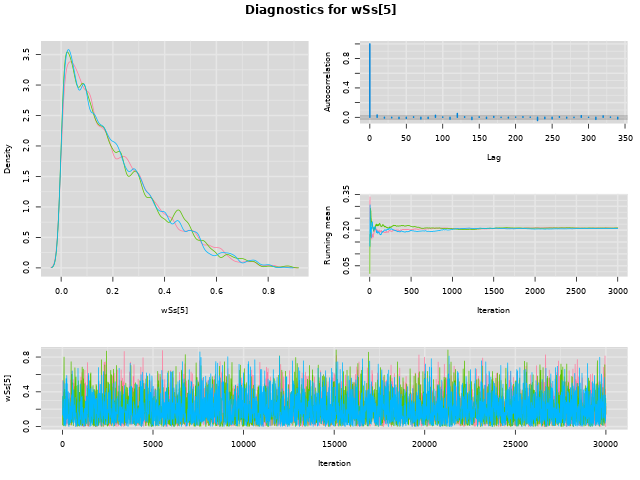 Diagnostics for wSs[5]
Density
0.0 0.5 1.0 1.5 2.0 2.5 3.0 3.5
0.0 0.2 0.4 0.6 0.8
wSs[5]
Autocorrelation
0.0 0.4 0.8
0 50 100 150 200 250 300 350
Lag
Running mean
0.05 0.20 0.35
0 500 1000 1500 2000 2500 3000
Iteration
wSs[5]
0.0 0.4 0.8
0 5000 10000 15000 20000 25000 30000
Iteration